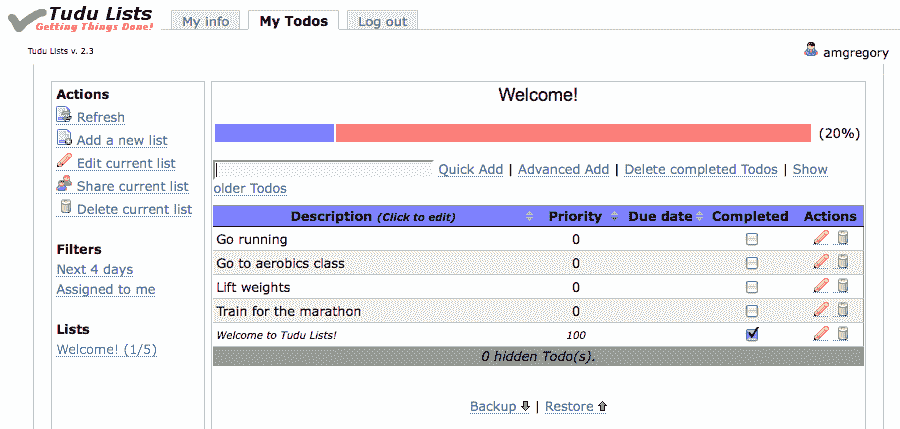 Tudu Lists
Getting Things Done!
My info
My Todos
Log out
Tudu Lists v. 2.3
amgregory
Actions
Refresh
Add a new list
Edit current list
Share current list
Delete current list
Filters
Next 4 days
Assigned to me
Lists
Welcome! (1/5)
Welcome!
(20%)
Quick Add | Advanced Add | Delete completed Todos | Show
older Todos
Description (Click to edit) Priority Due date Completed Actions
Go running 0
Go to aerobics class 0
Lift weights 0
Train for the marathon 0
Welcome to Tudu Lists! 100
0 hidden Todo(s).
Backup | Restore